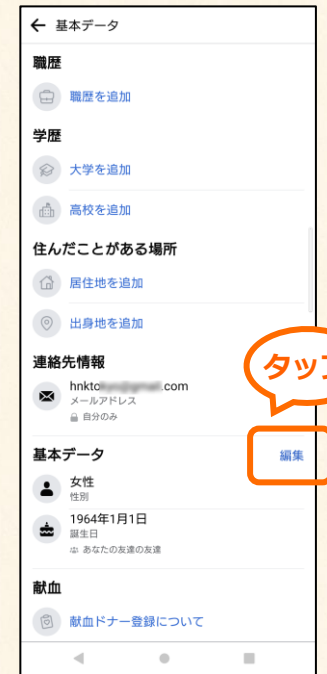 ← 基本データ
職歴
職歴を追加
学歴
大学を追加
高校を追加
住んだことがある場所
居住地を追加
出身地を追加
連絡先情報
タップ
hnkto .com
メールアドレス
自分のみ
基本データ
編集
女性
性別
1964年1月1日
誕生日
あなたの友達の友達
献血
献血ドナー登録について